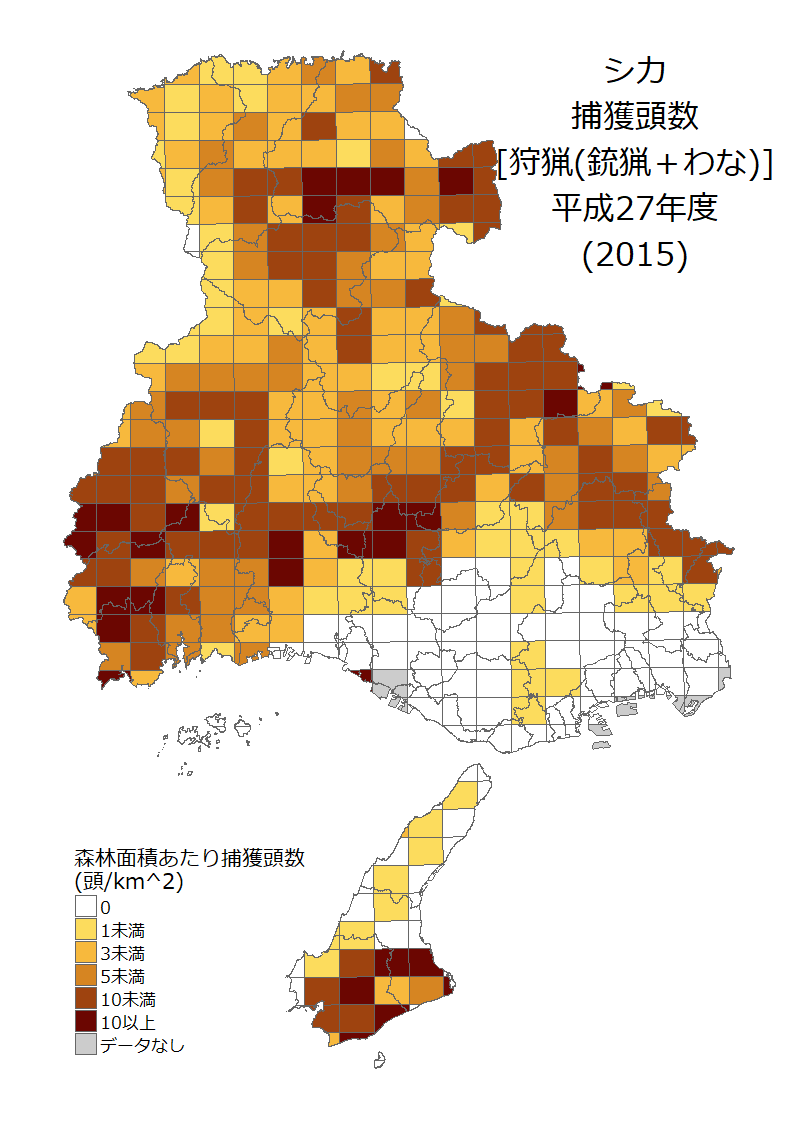 シカ
捕獲頭数
[狩猟(銃猟＋わな)]
平成27年度
(2015)
森林面積あたり捕獲頭数
(頭/km^2)
0
1未満
3未満
5未満
10未満
10以上
データなし